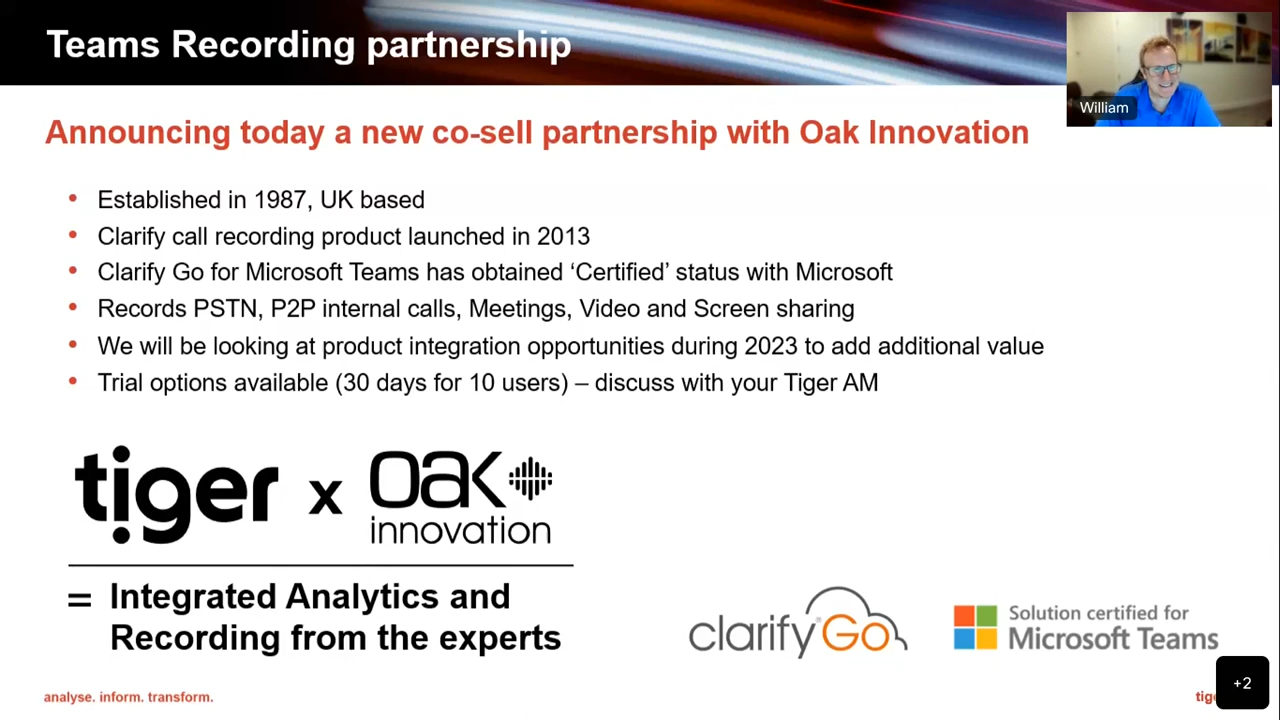 Teams Recording partnership
William
Announcing today a new co-sell partnership with Oak Innovation
• Established in 1987, UK based
• Clarify call recording product launched in 2013
• Clarify Go for Microsoft Teams has obtained ‘Certified’ status with Microsoft
• Records PSTN, P2P internal calls, Meetings, Video and Screen sharing
• We will be looking at product integration opportunities during 2023 to add additional value
• Trial options available (30 days for 10 users) – discuss with your Tiger AM
tiger x oak
innovation
= Integrated Analytics and
Recording from the experts
clarifyGo
Solution certified for
Microsoft Teams
analyse. inform. transform.
+2